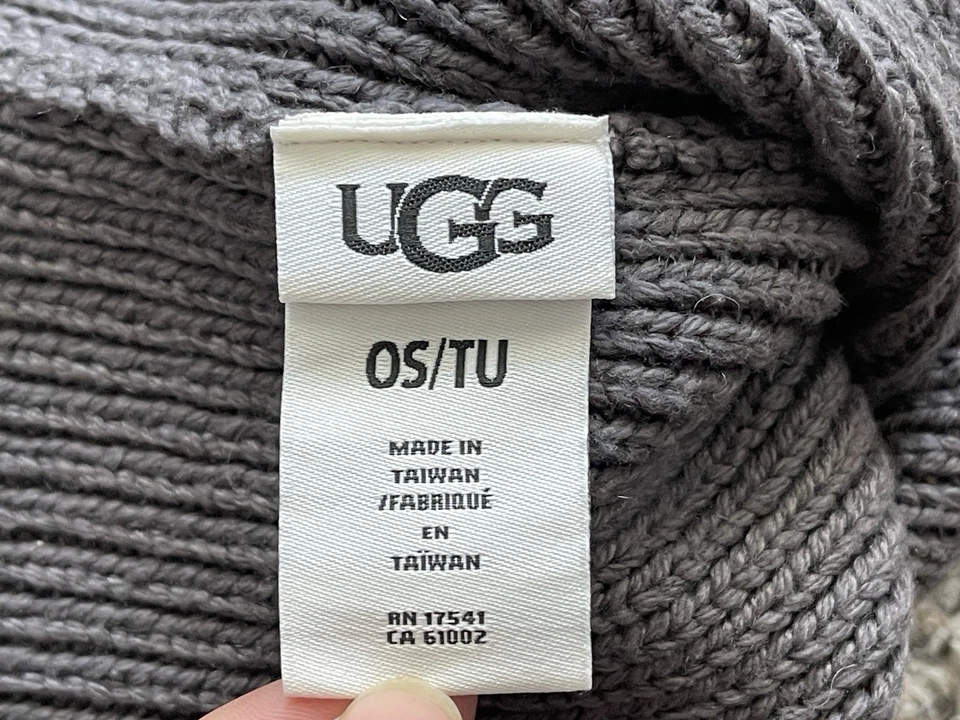 UGG
OS/TU
MADE IN
TAIWAN
/FABRIQUÉ
EN
TAÏWAN
RN 17541
CA 61002